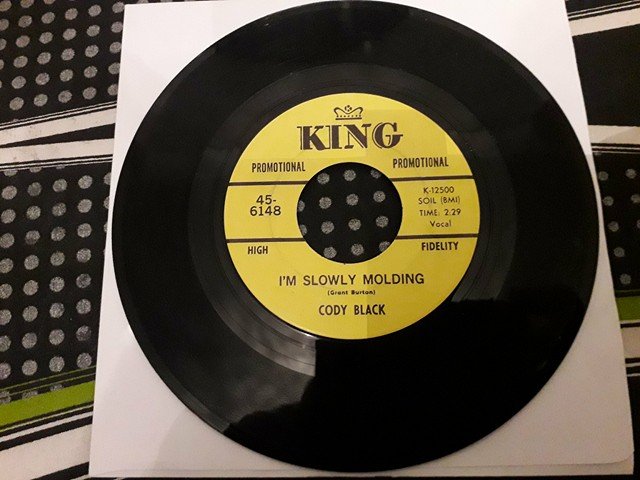 KING
PROMOTIONAL PROMOTIONAL
45-
6148
K-12500
SOIL (BMI)
TIME: 2:29
Vocal
HIGH FIDELITY
I'M SLOWLY MOLDING
(Grant Burton)
CODY BLACK